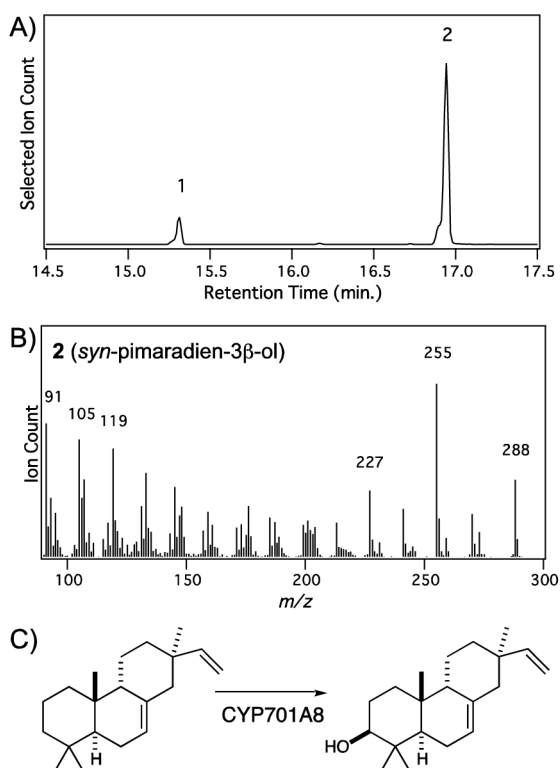 A)
Selected Ion Count
1
2
14.5 15.0 15.5 16.0 16.5 17.0 17.5
Retention Time (min.)
B)
2 (syn-pimaradien-3β-ol)
Ion Count
91
105
119
227
255
288
100 150 200 250 300
m/z
C)
CYP701A8
H
HO
H